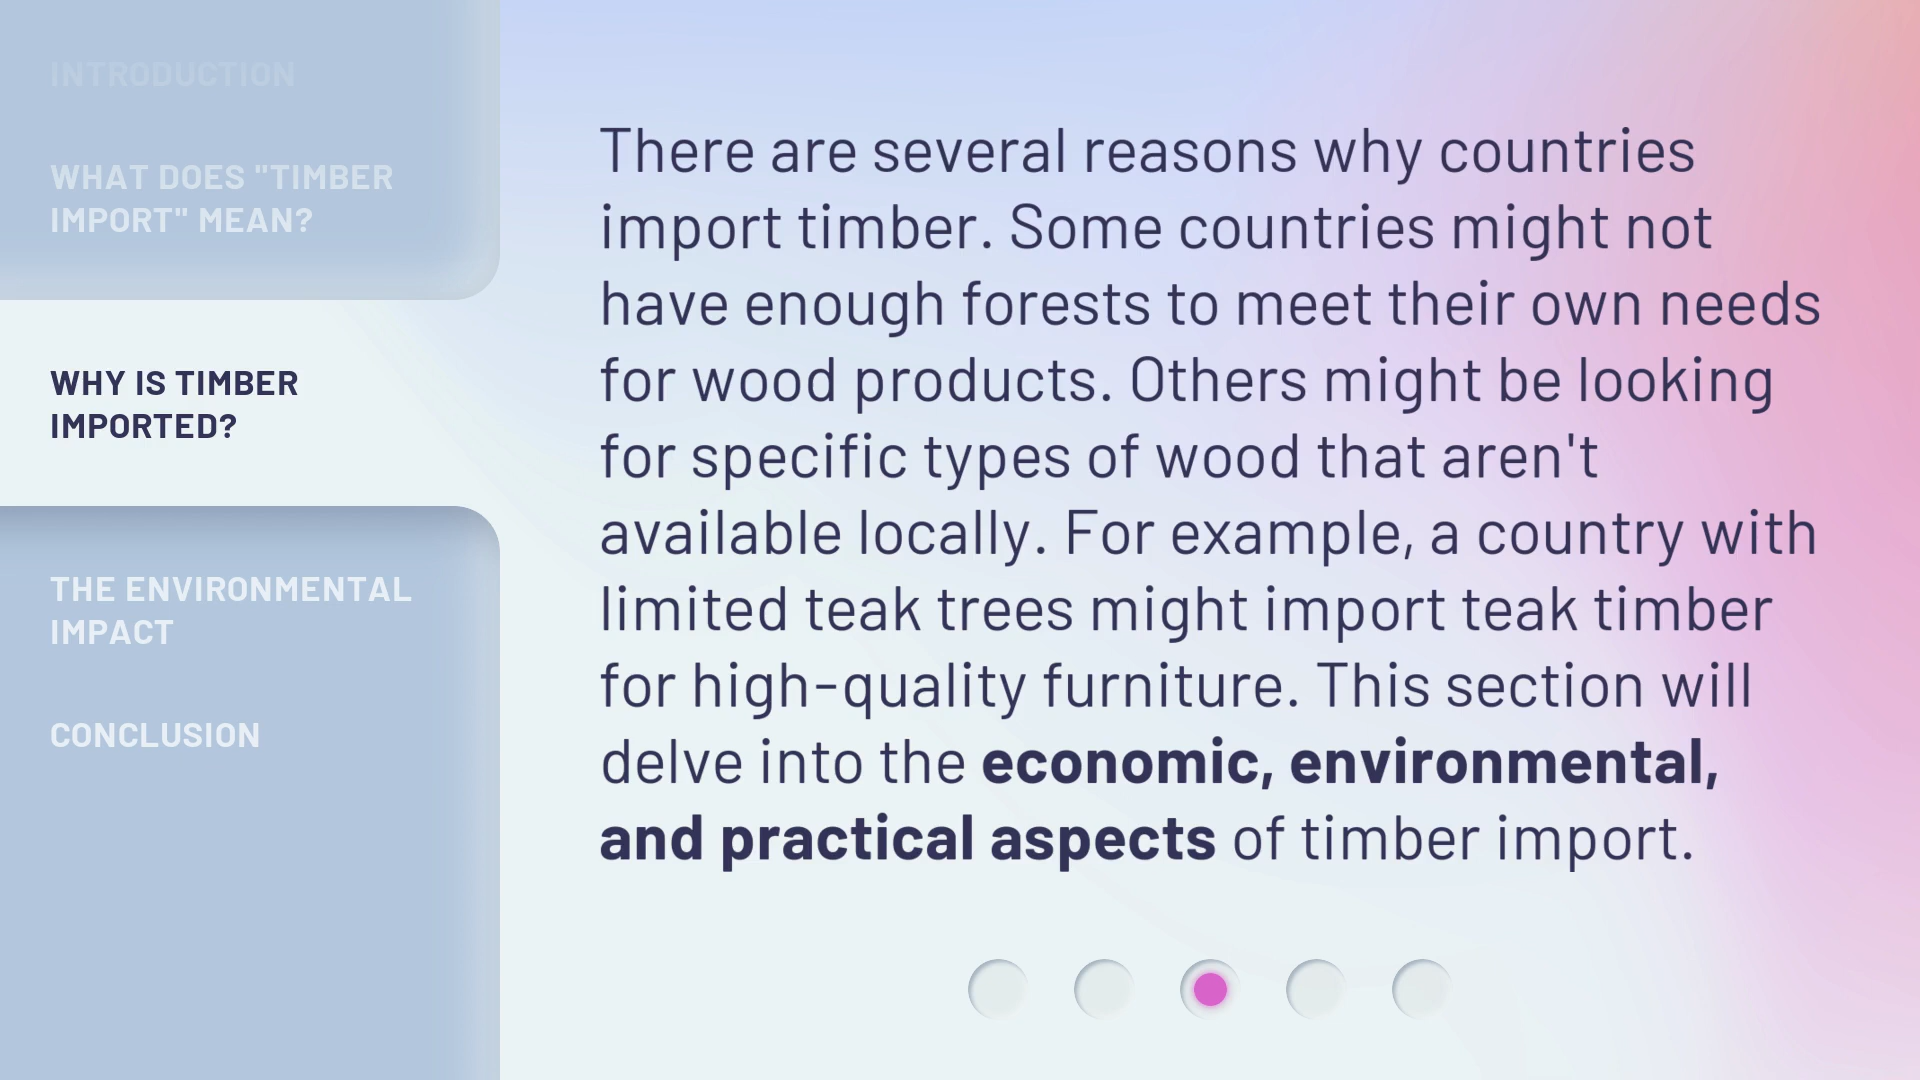 INTRODUCTION
WHAT DOES "TIMBER
IMPORT" MEAN?
WHY IS TIMBER
IMPORTED?
THE ENVIRONMENTAL
IMPACT
CONCLUSION
There are several reasons why countries
import timber. Some countries might not
have enough forests to meet their own needs
for wood products. Others might be looking
for specific types of wood that aren't
available locally. For example, a country with
limited teak trees might import teak timber
for high-quality furniture. This section will
delve into the economic, environmental,
and practical aspects of timber import.